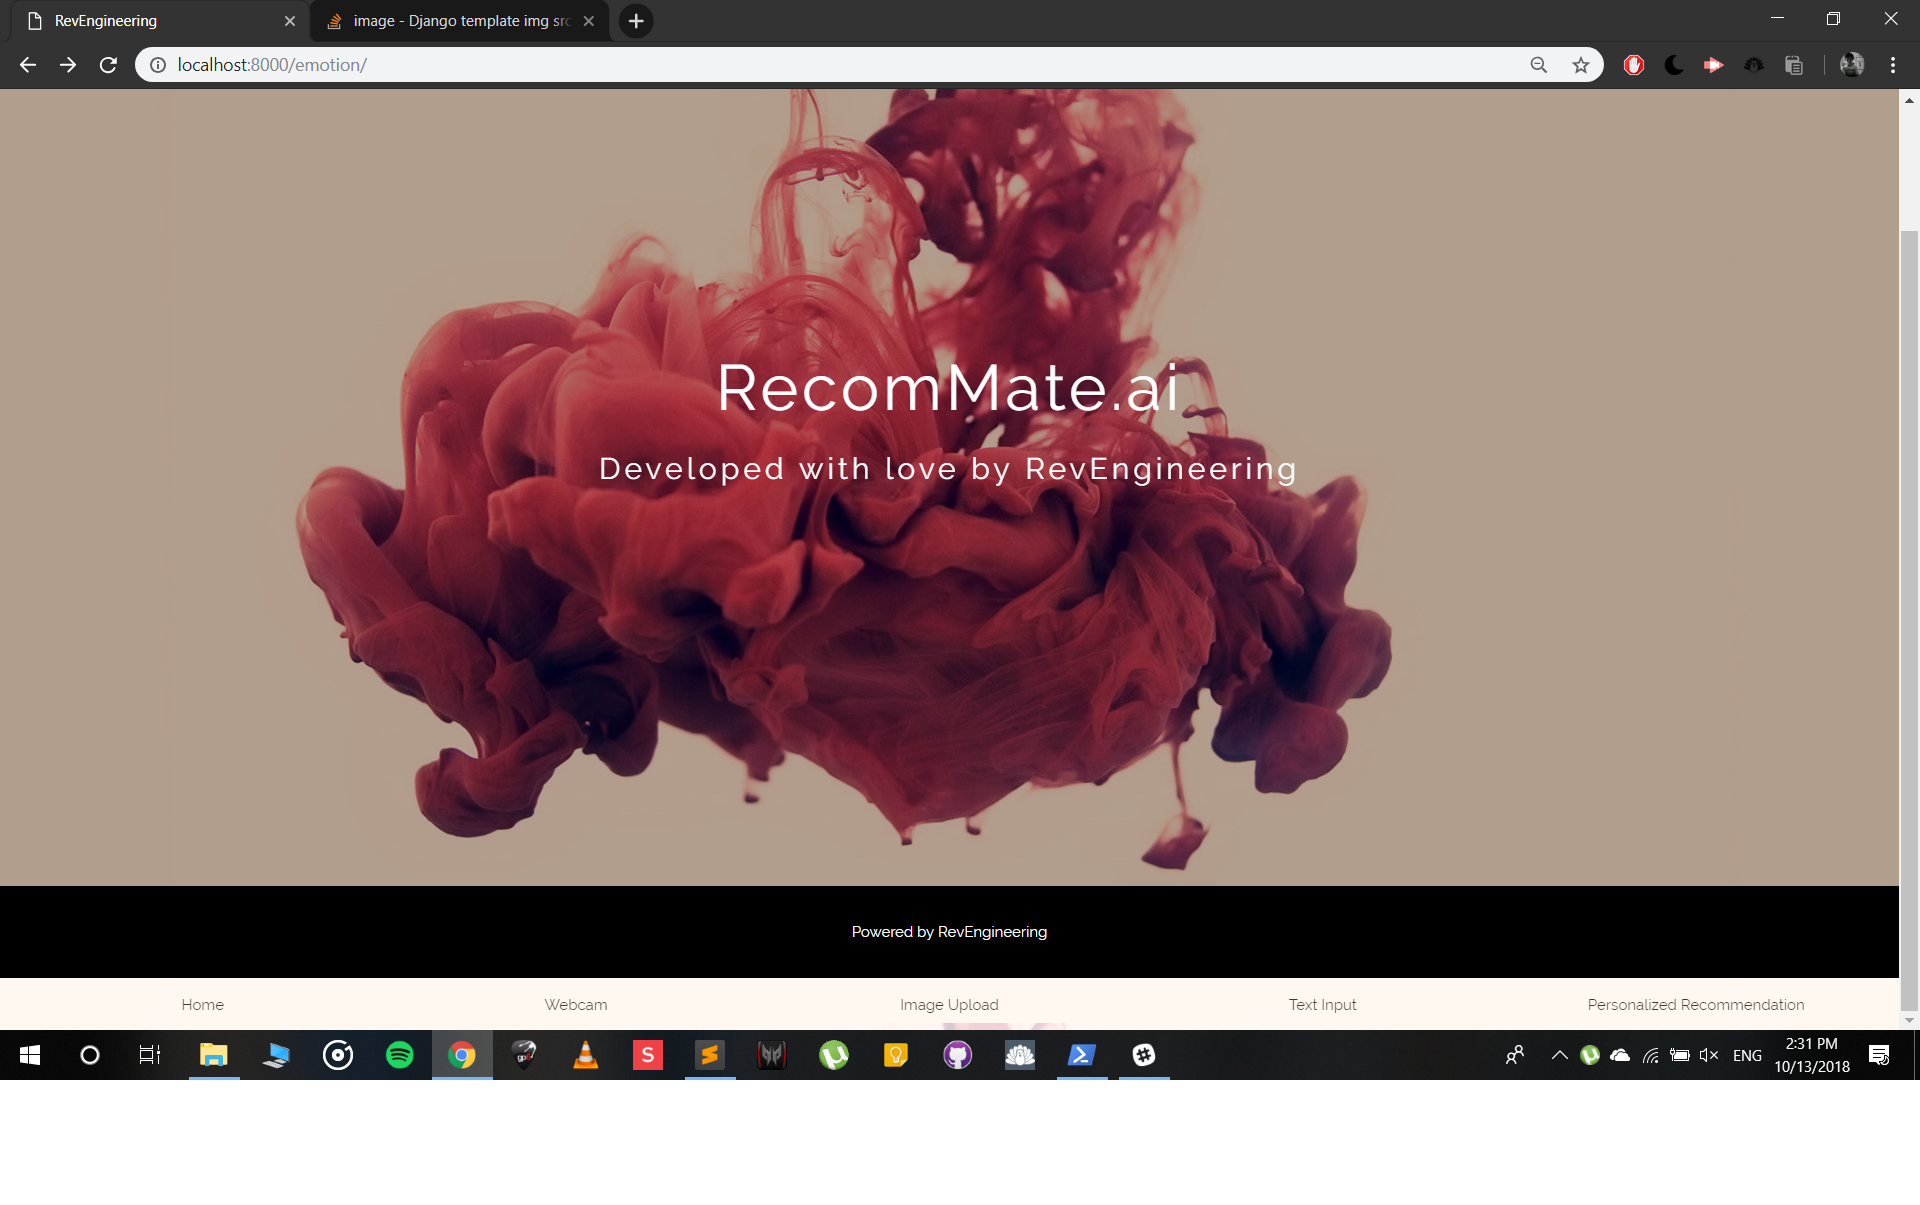 RevEngineering
image - Django template img src
localhost:8000/emotion/
RecomMate.ai
Developed with love by RevEngineering
Powered by RevEngineering
Home Webcam Image Upload Text Input Personalized Recommendation
S
ENG
2:31 PM
10/13/2018